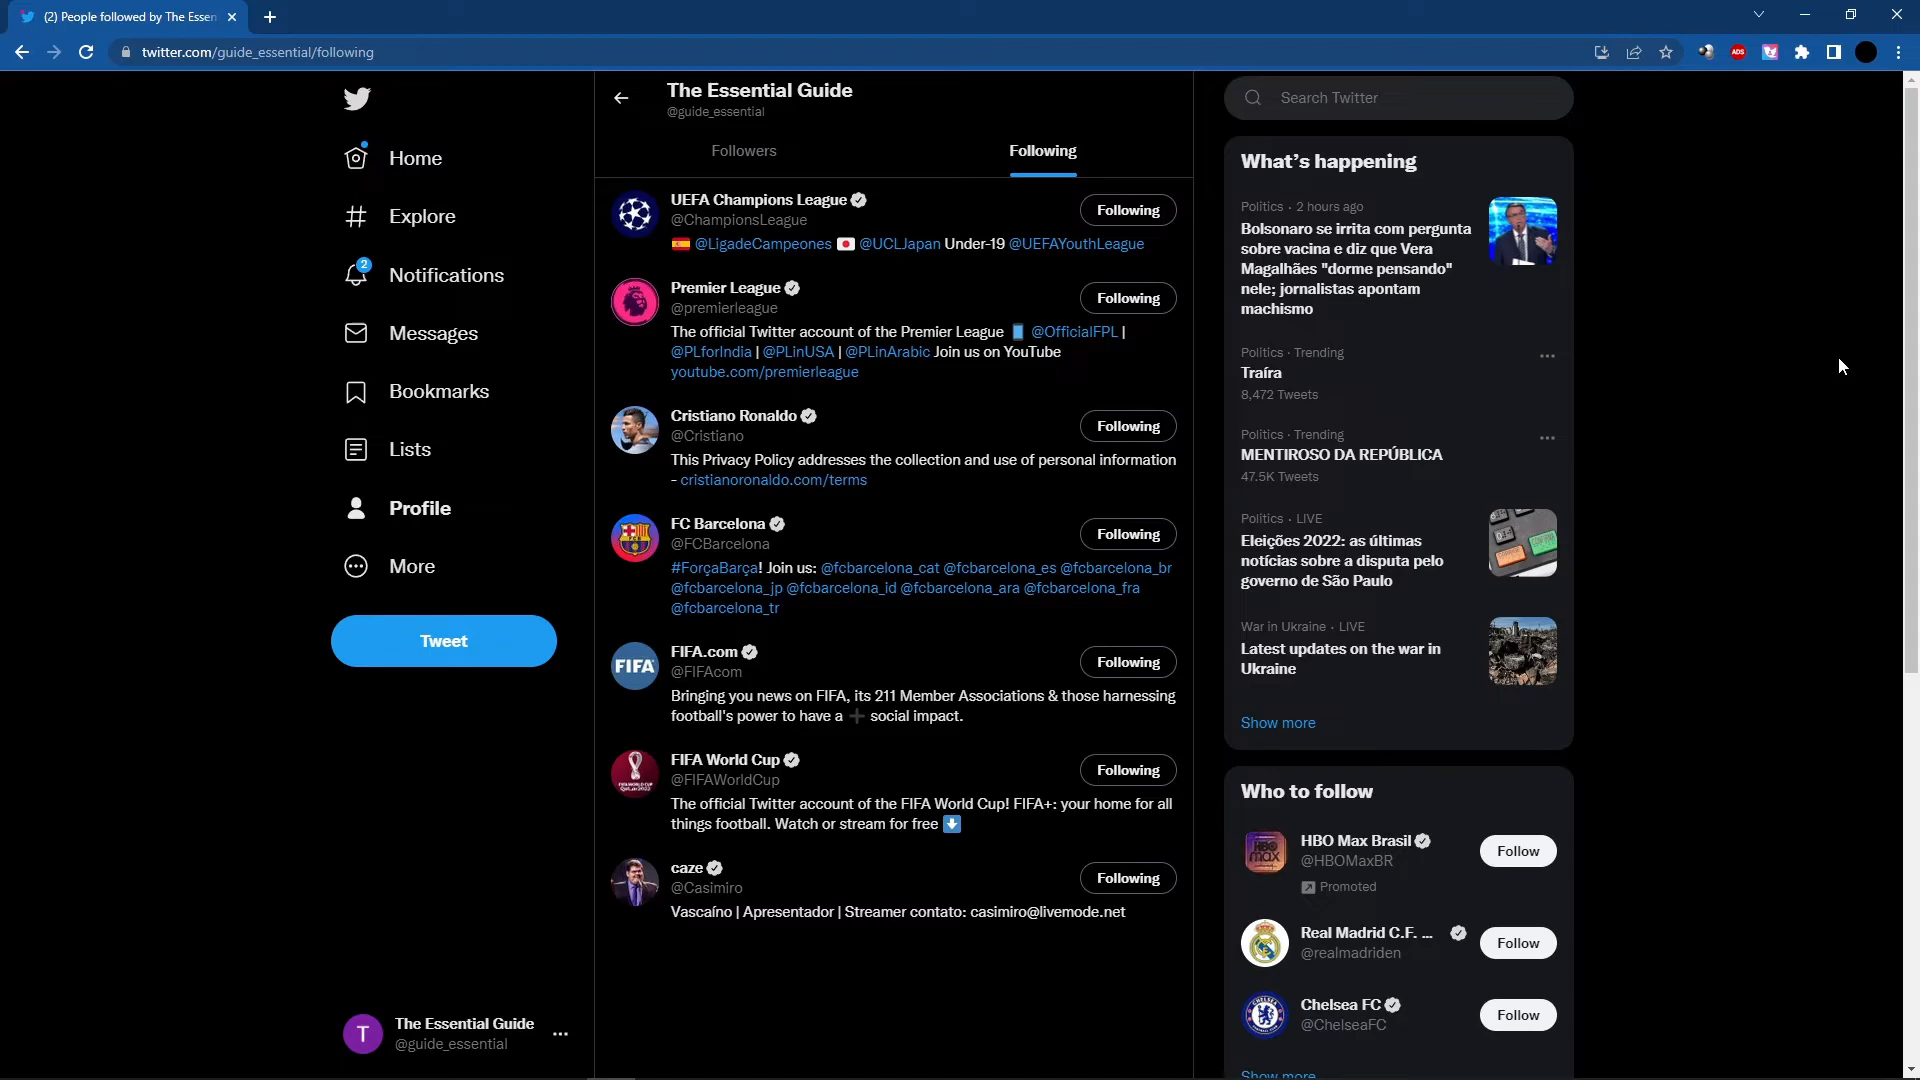 (2) People followed by The Essen
twitter.com/guide_essential/following
ADS
Home
Explore
2
Notifications
Messages
Bookmarks
Lists
Profile
More
Tweet
T
The Essential Guide
@guide_essential
The Essential Guide
@guide_essential
Followers
Following
UEFA Champions League
@ChampionsLeague
Following
@LigadeCampeones @UCLJapan Under-19 @UEFAYouthLeague
Premier League
@premierleague
Following
The official Twitter account of the Premier League @OfficialFPL |
@PLforIndia | @PLinUSA | @PLinArabic Join us on YouTube
youtube.com/premierleague
Cristiano Ronaldo
@Cristiano
Following
This Privacy Policy addresses the collection and use of personal information
- cristianoronaldo.com/terms
FC Barcelona
@FCBarcelona
Following
#ForçaBarça! Join us: @fcbarcelona_cat @fcbarcelona_es @fcbarcelona_br
@fcbarcelona_jp @fcbarcelona_id @fcbarcelona_ara @fcbarcelona_fra
@fcbarcelona_tr
FIFA
FIFA.com
@FIFAcom
Following
Bringing you news on FIFA, its 211 Member Associations & those harnessing
football's power to have a ➕ social impact.
FIFA World Cup
@FIFAWorldCup
Following
The official Twitter account of the FIFA World Cup! FIFA+: your home for all
things football. Watch or stream for free ⬇
caze
@Casimiro
Following
Vascaíno | Apresentador | Streamer contato: casimiro@livemode.net
Search Twitter
What's happening
Politics · 2 hours ago
Bolsonaro se irrita com pergunta
sobre vacina e diz que Vera
Magalhães "dorme pensando"
nele; jornalistas apontam
machismo
Politics · Trending
Traíra
8,472 Tweets
Politics · Trending
MENTIROSO DA REPÚBLICA
47.5K Tweets
Politics · LIVE
Eleições 2022: as últimas
notícias sobre a disputa pelo
governo de São Paulo
War in Ukraine · LIVE
Latest updates on the war in
Ukraine
Show more
Who to follow
HBO max
HBO Max Brasil
@HBOMaxBR
Follow
Promoted
Real Madrid C.F. ...
@realmadriden
Follow
Chelsea FC
@ChelseaFC
Follow
Show more